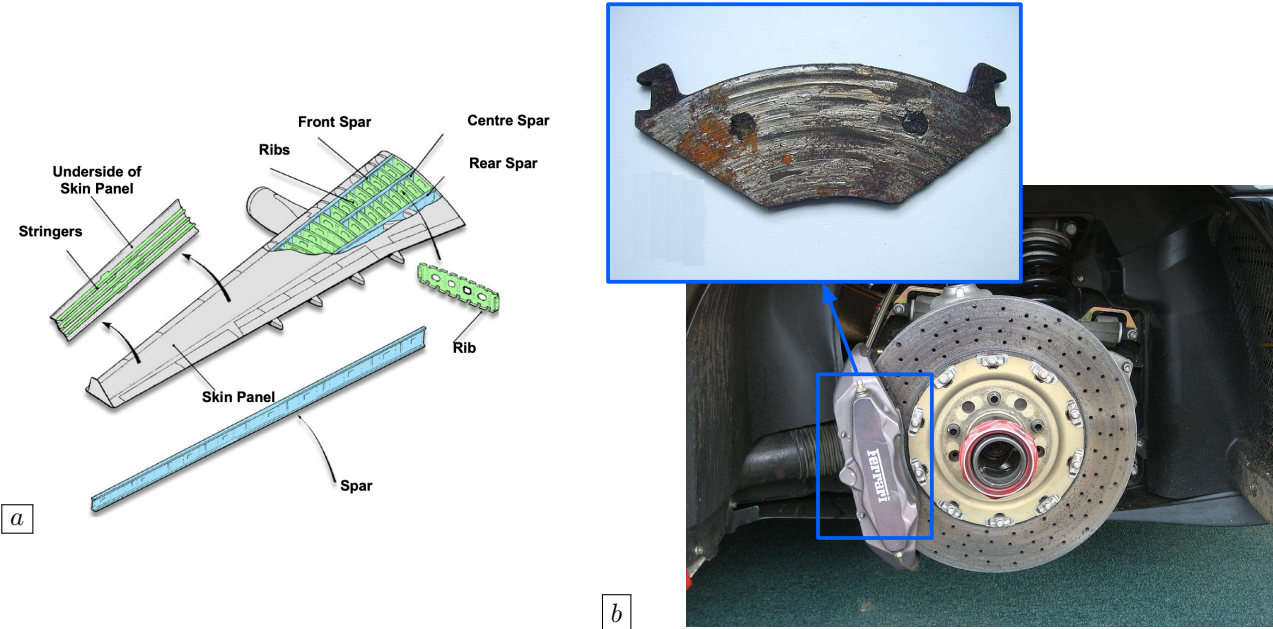 Front Spar
Centre Spar
Ribs
Rear Spar
Underside of
Skin Panel
Stringers
Rib
Skin Panel
Spar
a
Ferrari
b